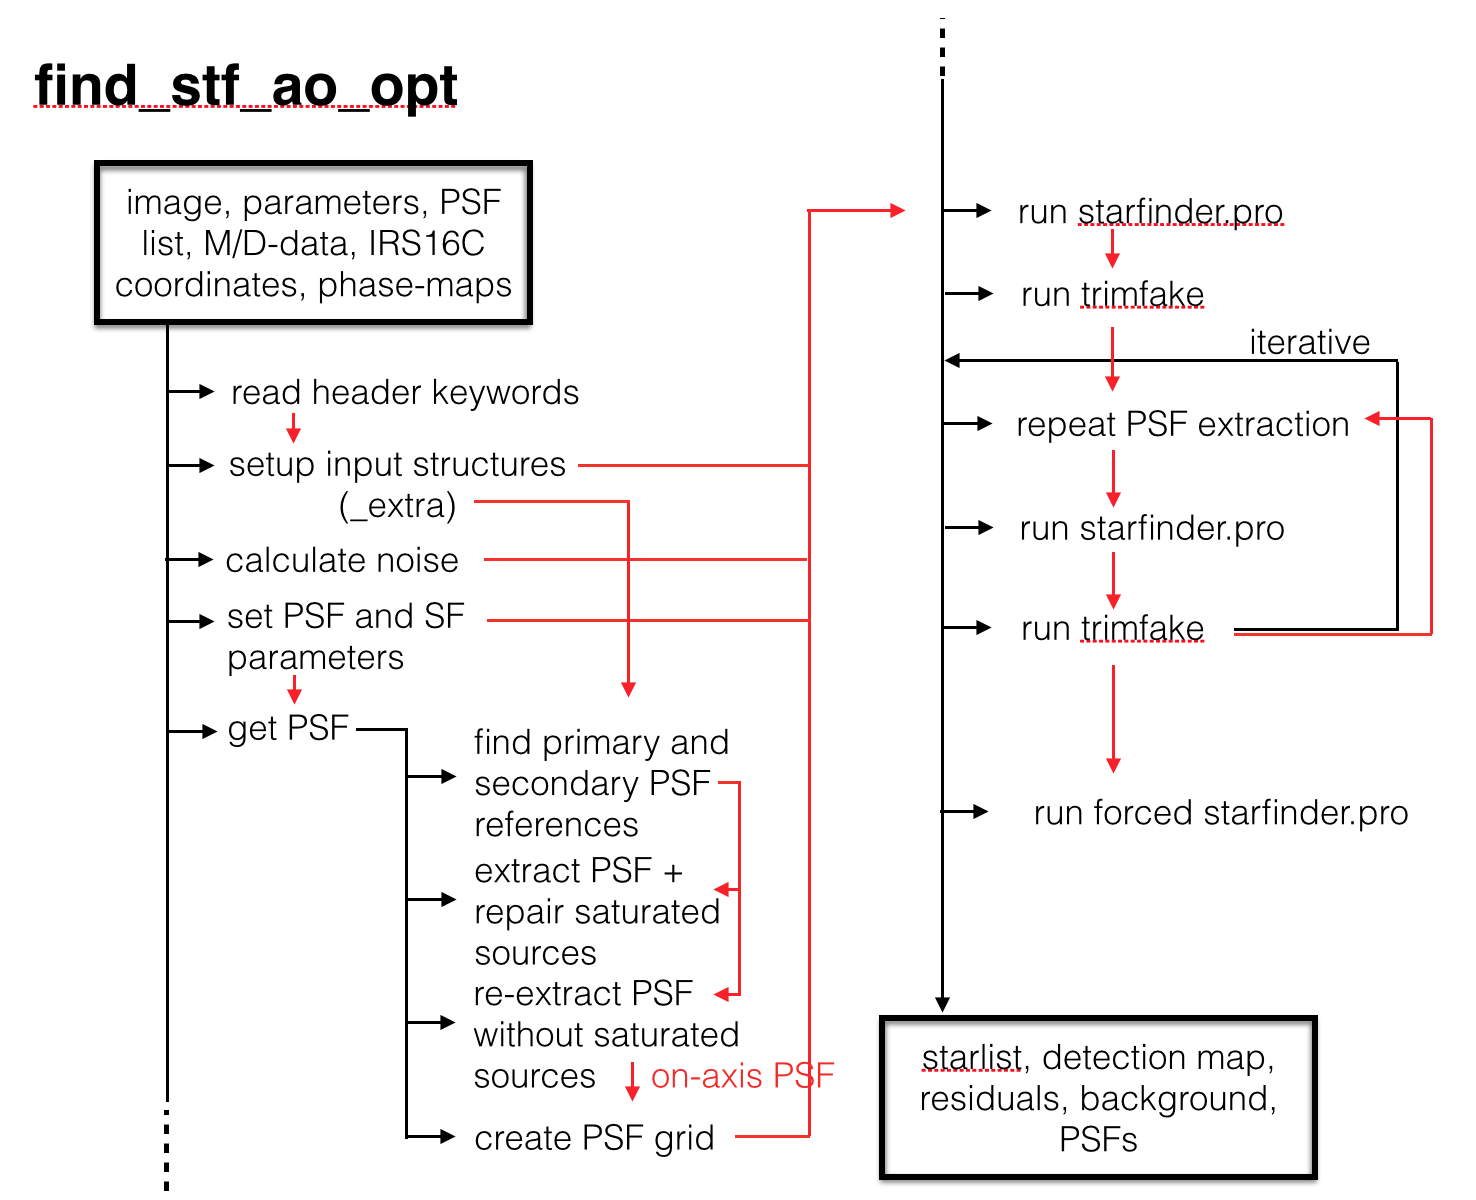 find_stf_ao_opt
image, parameters, PSF
list, M/D-data, IRS16C
coordinates, phase-maps
read header keywords
setup input structures
(_extra)
calculate noise
set PSF and SF
parameters
get PSF
find primary and
secondary PSF
references
extract PSF +
repair saturated
sources
re-extract PSF
without saturated
sources
on-axis PSF
create PSF grid
run starfinder.pro
run trimfake
iterative
repeat PSF extraction
run starfinder.pro
run trimfake
run forced starfinder.pro
starlist, detection map,
residuals, background,
PSFs